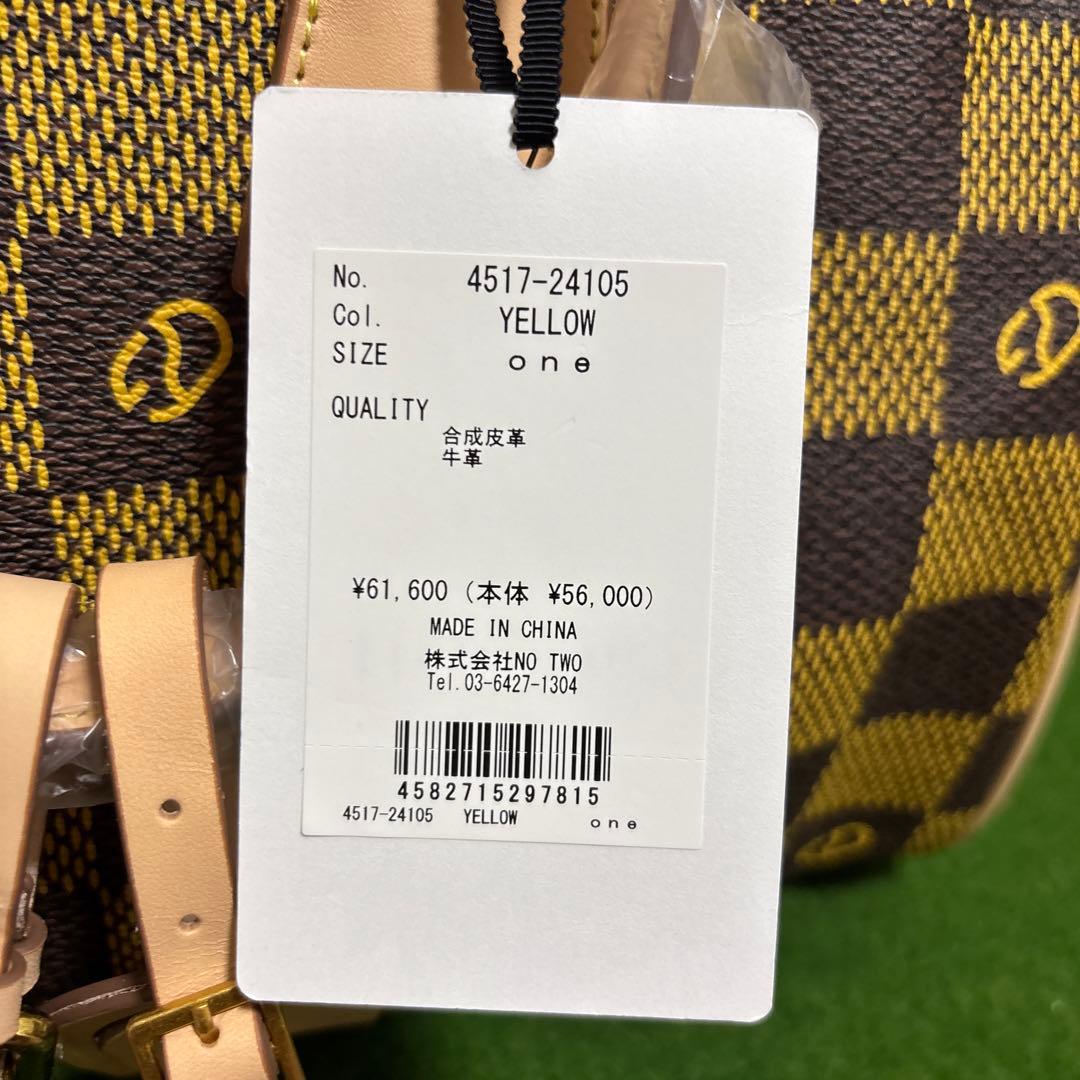 No. 4517-24105
Col. YELLOW
SIZE one
QUALITY
合成皮革
牛革
¥61,600 (本体 ¥56,000)
MADE IN CHINA
株式会社NO TWO
Tel.03-6427-1304
4582715297815
4517-24105 YELLOW one